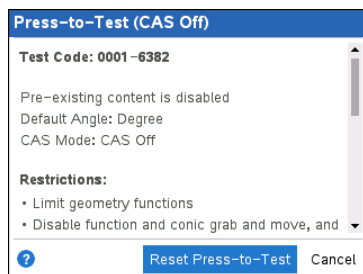 Press-to-Test (CAS Off)
Test Code: 0001-6382
Pre-existing content is disabled
Default Angle: Degree
CAS Mode: CAS Off
Restrictions:
• Limit geometry functions
• Disable function and conic grab and move, and
?
Reset Press-to-Test
Cancel